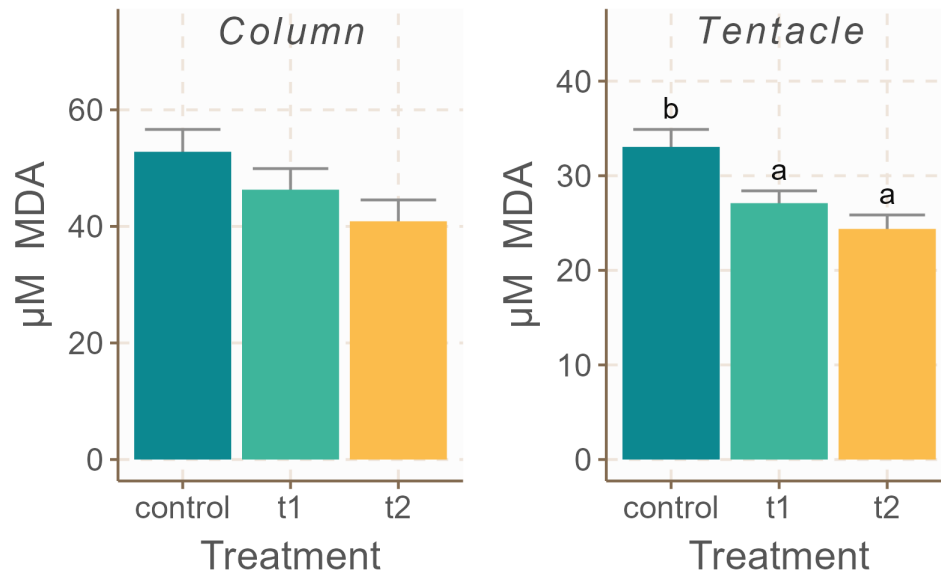 Column
µM MDA
60
40
20
0
control t1 t2
Treatment
Tentacle
µM MDA
40
30
20
10
0
b
a
a
control t1 t2
Treatment